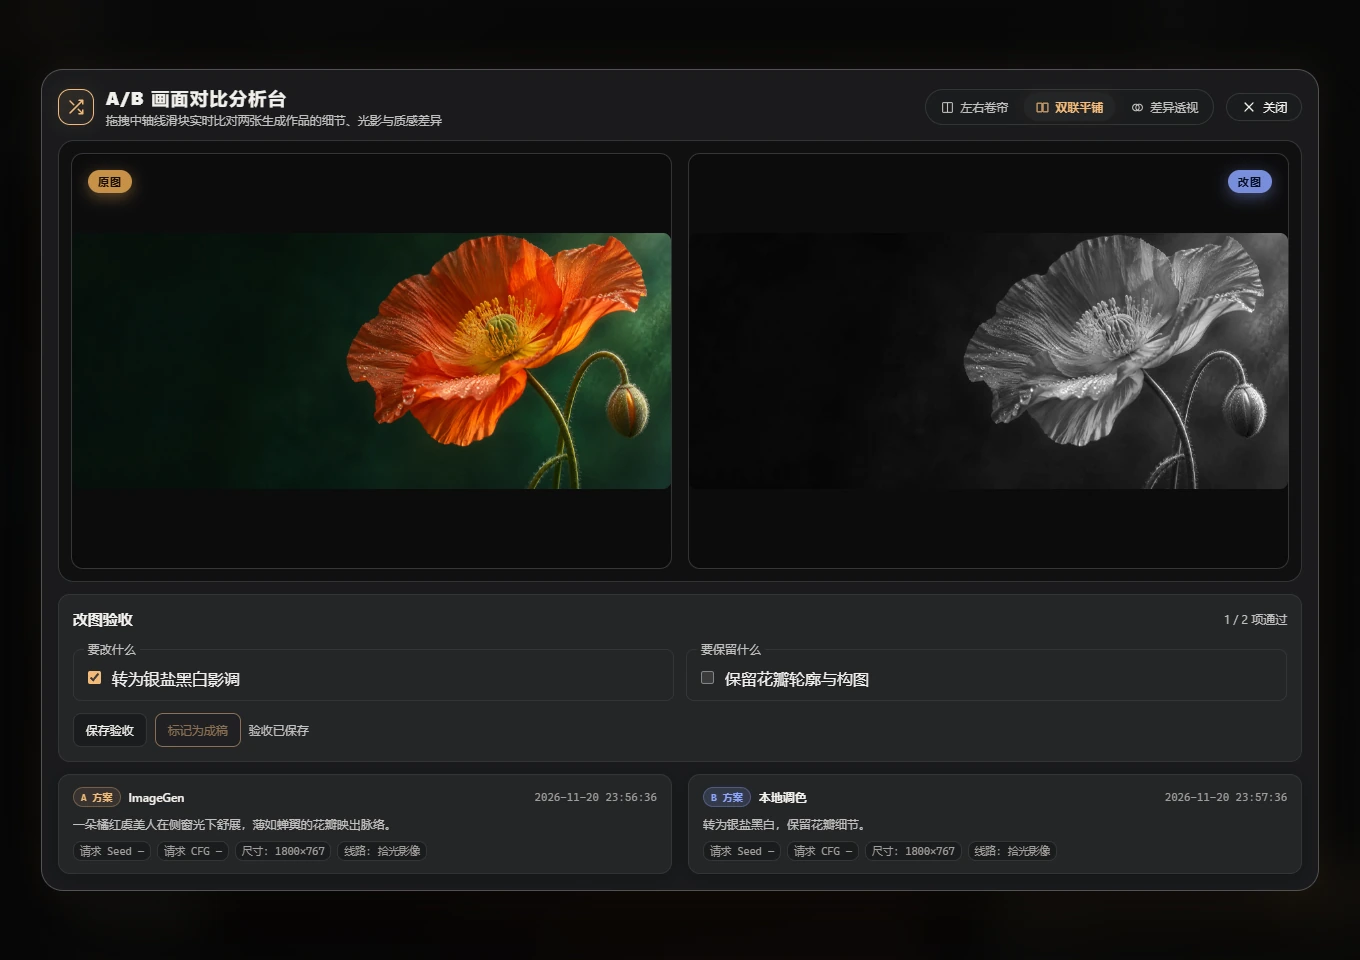 A/B 画面对比分析台
拖拽中轴线滑块实时比对两张生成作品的细节、光影与质感差异
左右卷帘
双联平铺
差异透视
关闭
原图
改图
改图验收
1 / 2 项通过
要改什么
转为银盐黑白影调
要保留什么
保留花瓣轮廓与构图
保存验收
标记为成稿
验收已保存
A 方案
ImageGen
2026-11-20 23:56:36
一朵橘红虞美人在侧窗光下舒展，薄如蝉翼的花瓣映出脉络。
请求 Seed —
请求 CFG —
尺寸: 1800×767
线路: 拾光影像
B 方案
本地调色
2026-11-20 23:57:36
转为银盐黑白，保留花瓣细节。
请求 Seed —
请求 CFG —
尺寸: 1800×767
线路: 拾光影像